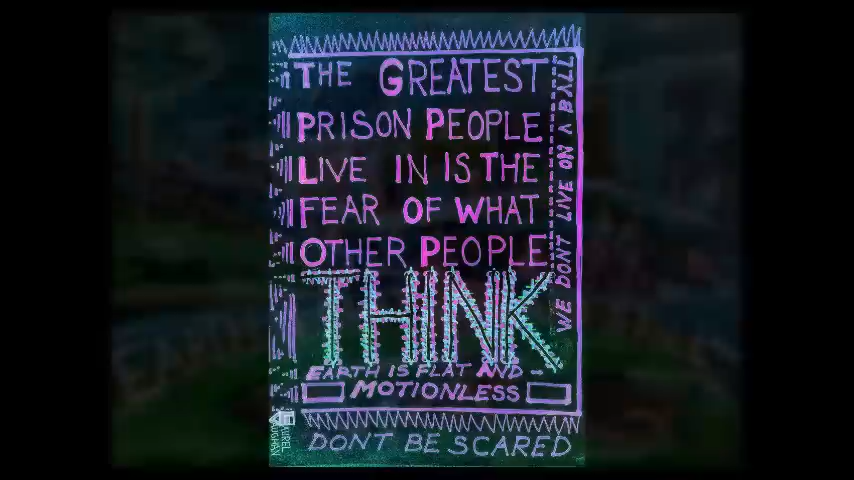 THE GREATEST
PRISON PEOPLE
LIVE IN IS THE
FEAR OF WHAT
OTHER PEOPLE
THINK
EARTH IS FLAT AND -
MOTIONLESS
DONT BE SCARED
WE DONT LIVE ON A BALL